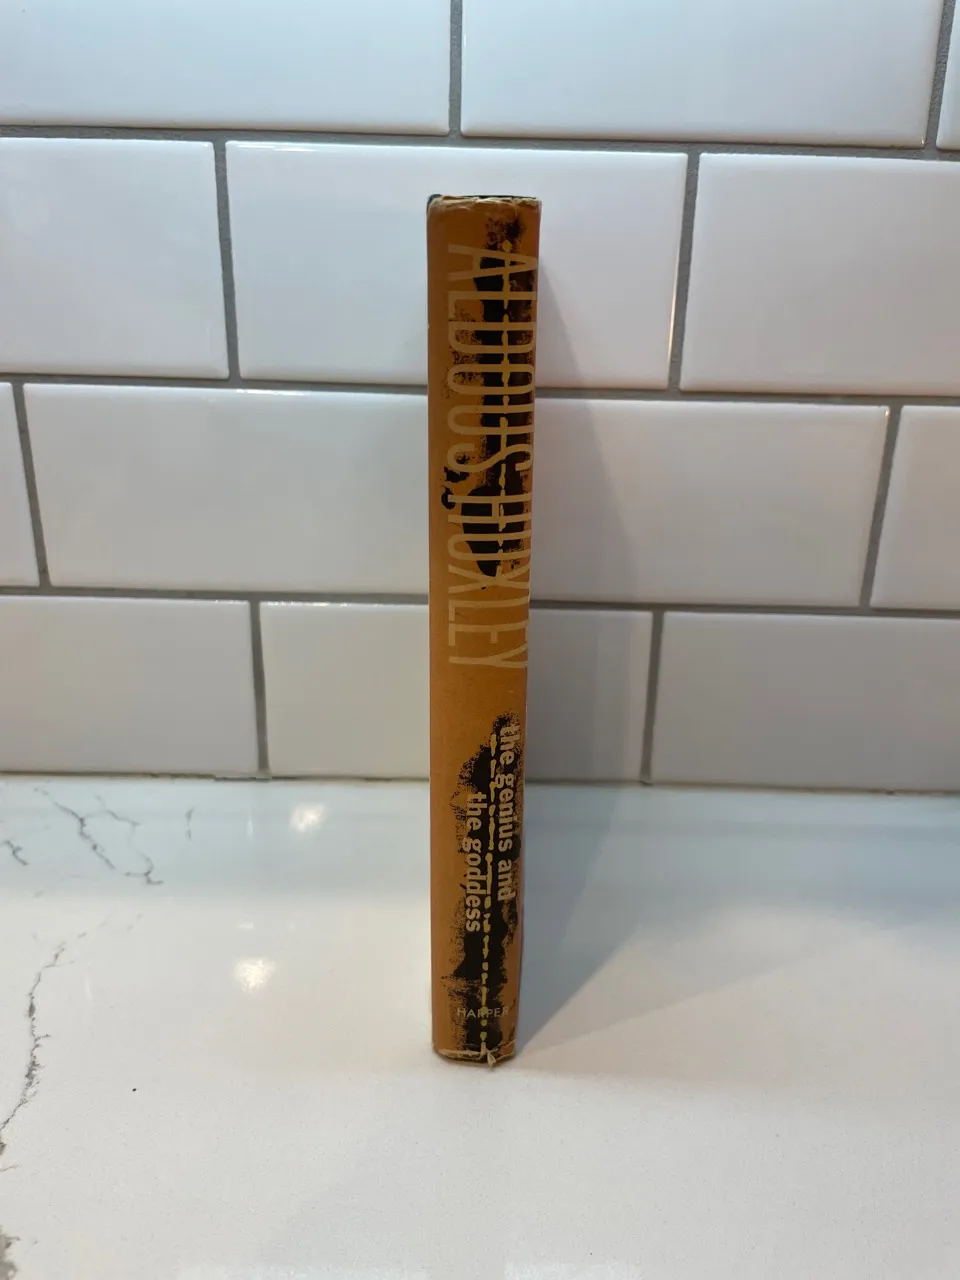 ALDOUS HUXLEY
the genius and
the goddess
HARPER